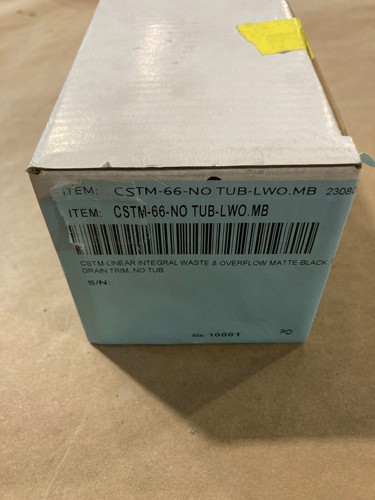 ITEM: CSTM-66-NO TUB-LWO.MB
ITEM: CSTM-66-NO TUB-LWO.MB
CSTM-LINEAR INTEGRAL WASTE & OVERFLOW MATTE BLACK
DRAIN TRIM, NO TUB
S/N:
10001 PO: